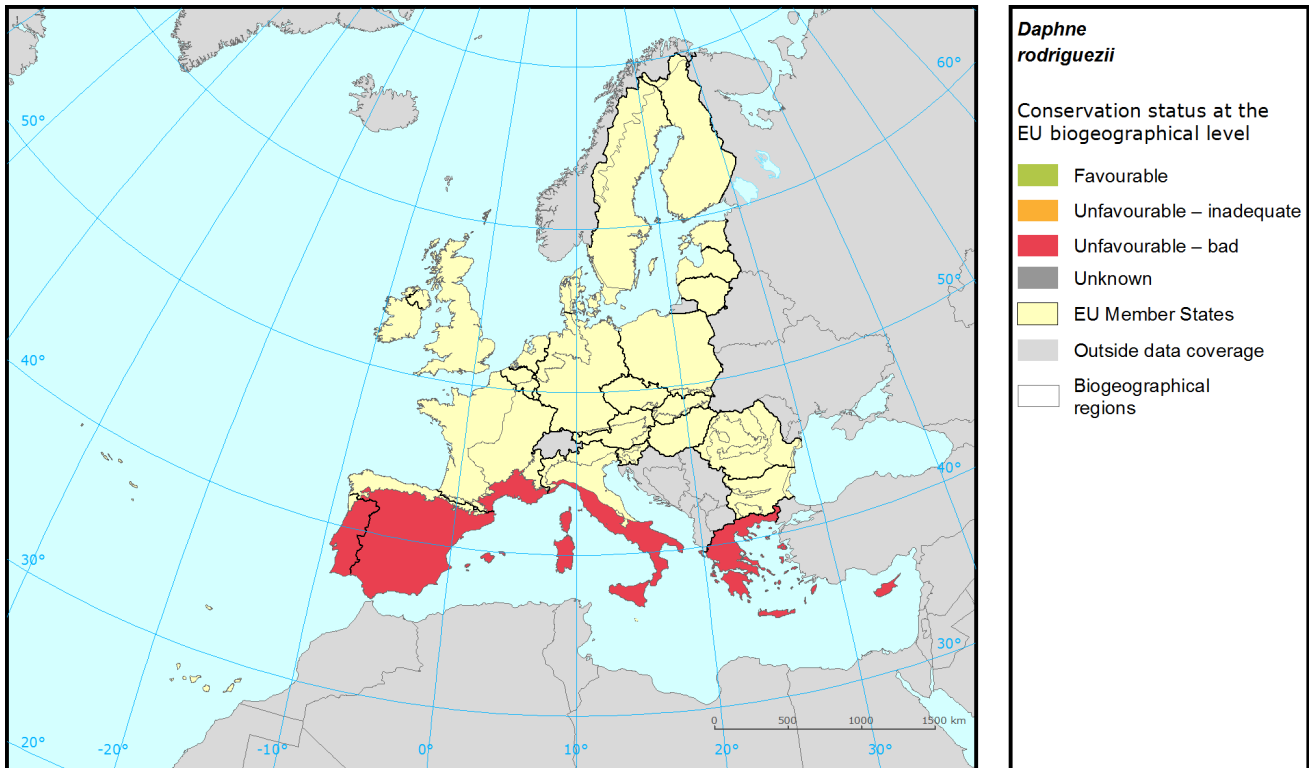 Daphne
rodriguezii
Conservation status at the
EU biogeographical level
Favourable
Unfavourable – inadequate
Unfavourable – bad
Unknown
EU Member States
Outside data coverage
Biogeographical
regions
60°
50°
50°
40°
40°
30°
30°
20°
-20°
-10°
0°
10°
20°
30°
0 500 1000 1500 km